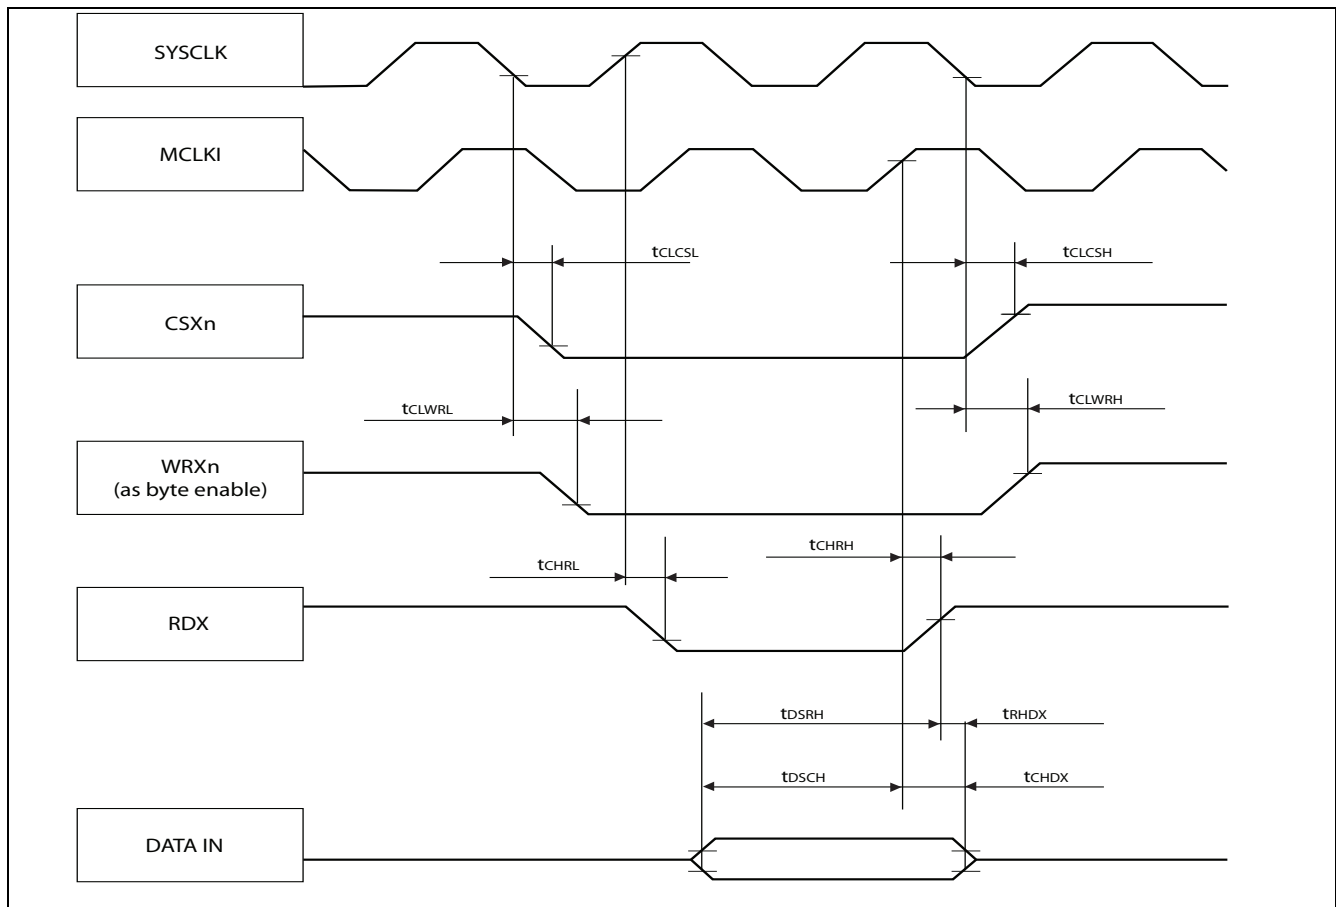 SYSCLK
MCLKI
tCLCSL
tCLCSH
CSXn
tCLWRL
tCLWRH
WRXn
(as byte enable)
tCHRL
tCHRH
RDX
tDSRH
tRHDX
tDSCH
tCHDX
DATA IN